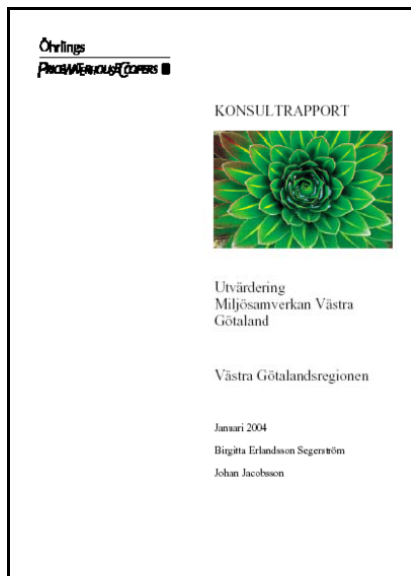 Öhrlings
PRICEWATERHOUSECOOPERS
KONSULTRAPPORT
Utvärdering
Miljösamverkan Västra
Götaland
Västra Götalandsregionen
Januari 2004
Birgitta Erlandsson Segerström
Johan Jacobsson